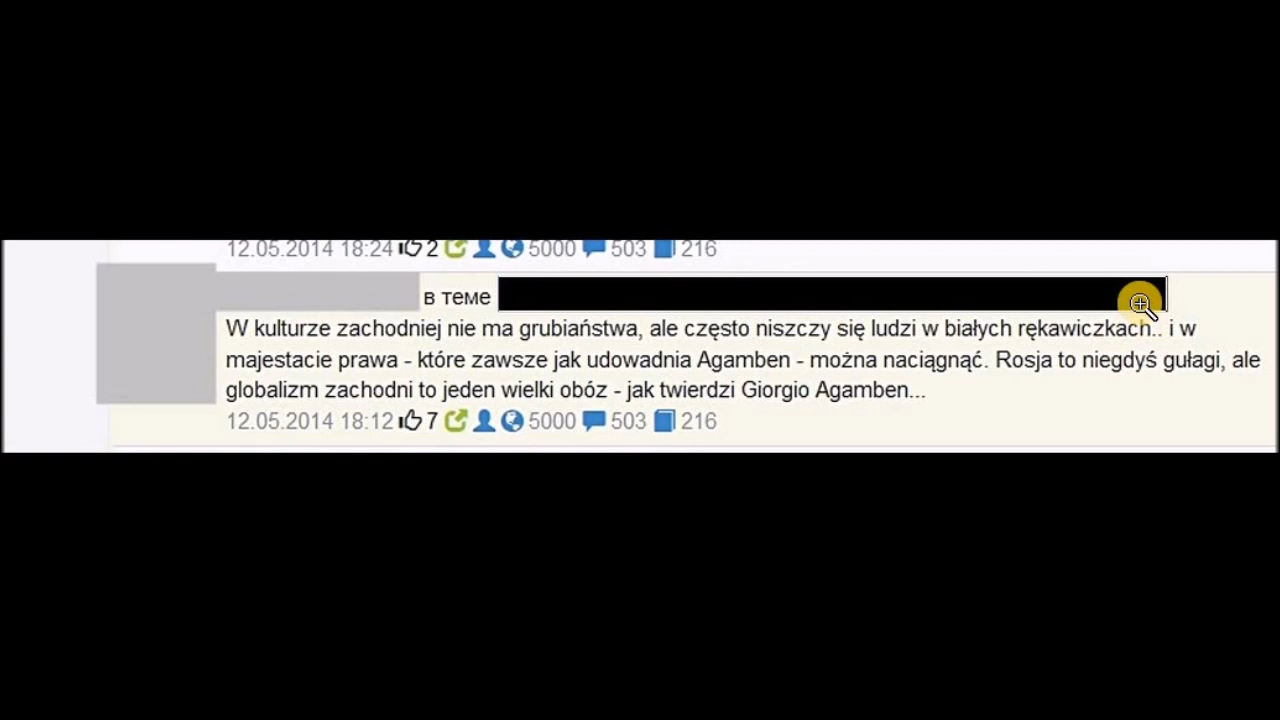 12.05.2014 18:24 2 5000 503 216
в теме
W kulturze zachodniej nie ma grubiaństwa, ale często niszczy się ludzi w białych rękawiczkach.. i w
majestacie prawa - które zawsze jak udowadnia Agamben - można naciągnąć. Rosja to niegdyś gułagi, ale
globalizm zachodni to jeden wielki obóz - jak twierdzi Giorgio Agamben...
12.05.2014 18:12 7 5000 503 216